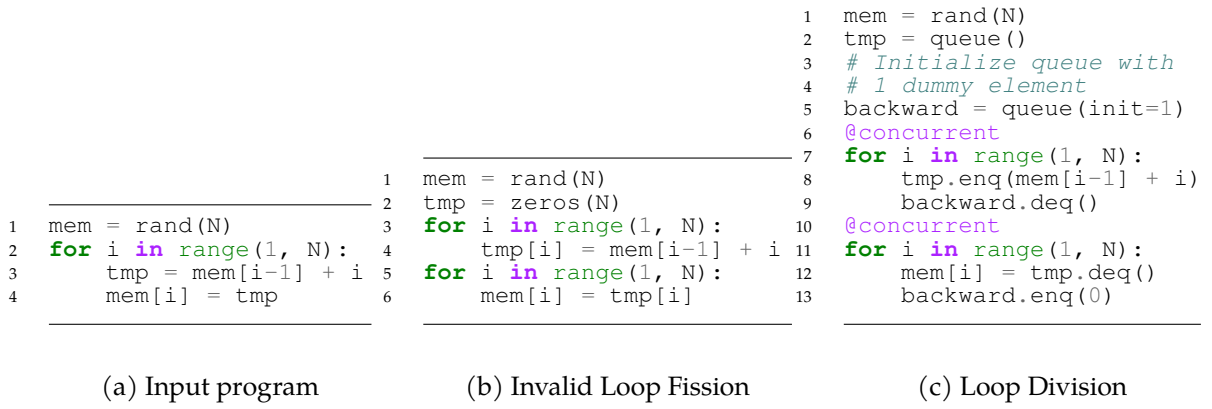 1 mem = rand(N)
2 for i in range(1, N):
3     tmp = mem[i-1] + i
4     mem[i] = tmp
(a) Input program
1 mem = rand(N)
2 tmp = zeros(N)
3 for i in range(1, N):
4     tmp[i] = mem[i-1] + i
5 for i in range(1, N):
6     mem[i] = tmp[i]
(b) Invalid Loop Fission
1 mem = rand(N)
2 tmp = queue()
3 # Initialize queue with
4 # 1 dummy element
5 backward = queue(init=1)
6 @concurrent
7 for i in range(1, N):
8     tmp.enq(mem[i-1] + i)
9     backward.deq()
10 @concurrent
11 for i in range(1, N):
12     mem[i] = tmp.deq()
13     backward.enq(0)
(c) Loop Division